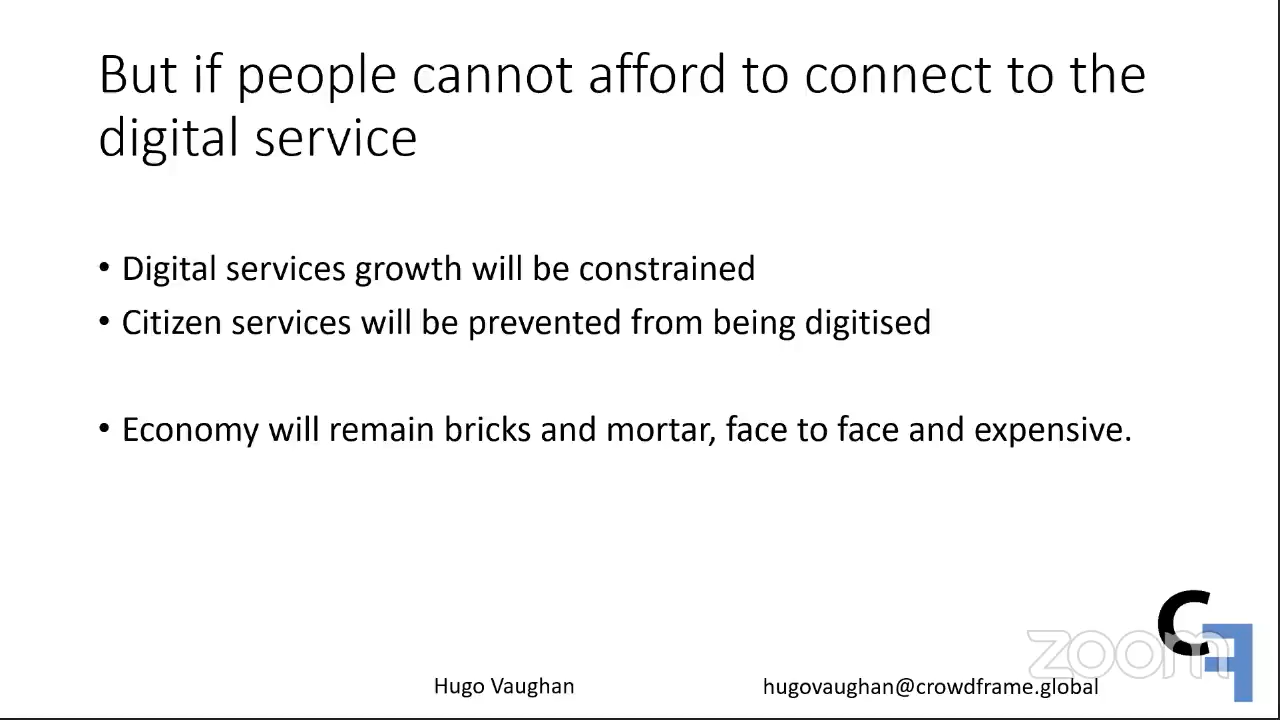 But if people cannot afford to connect to the
digital service
• Digital services growth will be constrained
• Citizen services will be prevented from being digitised
• Economy will remain bricks and mortar, face to face and expensive.
Hugo Vaughan
hugovaughan@crowdframe.global
zoom
CF